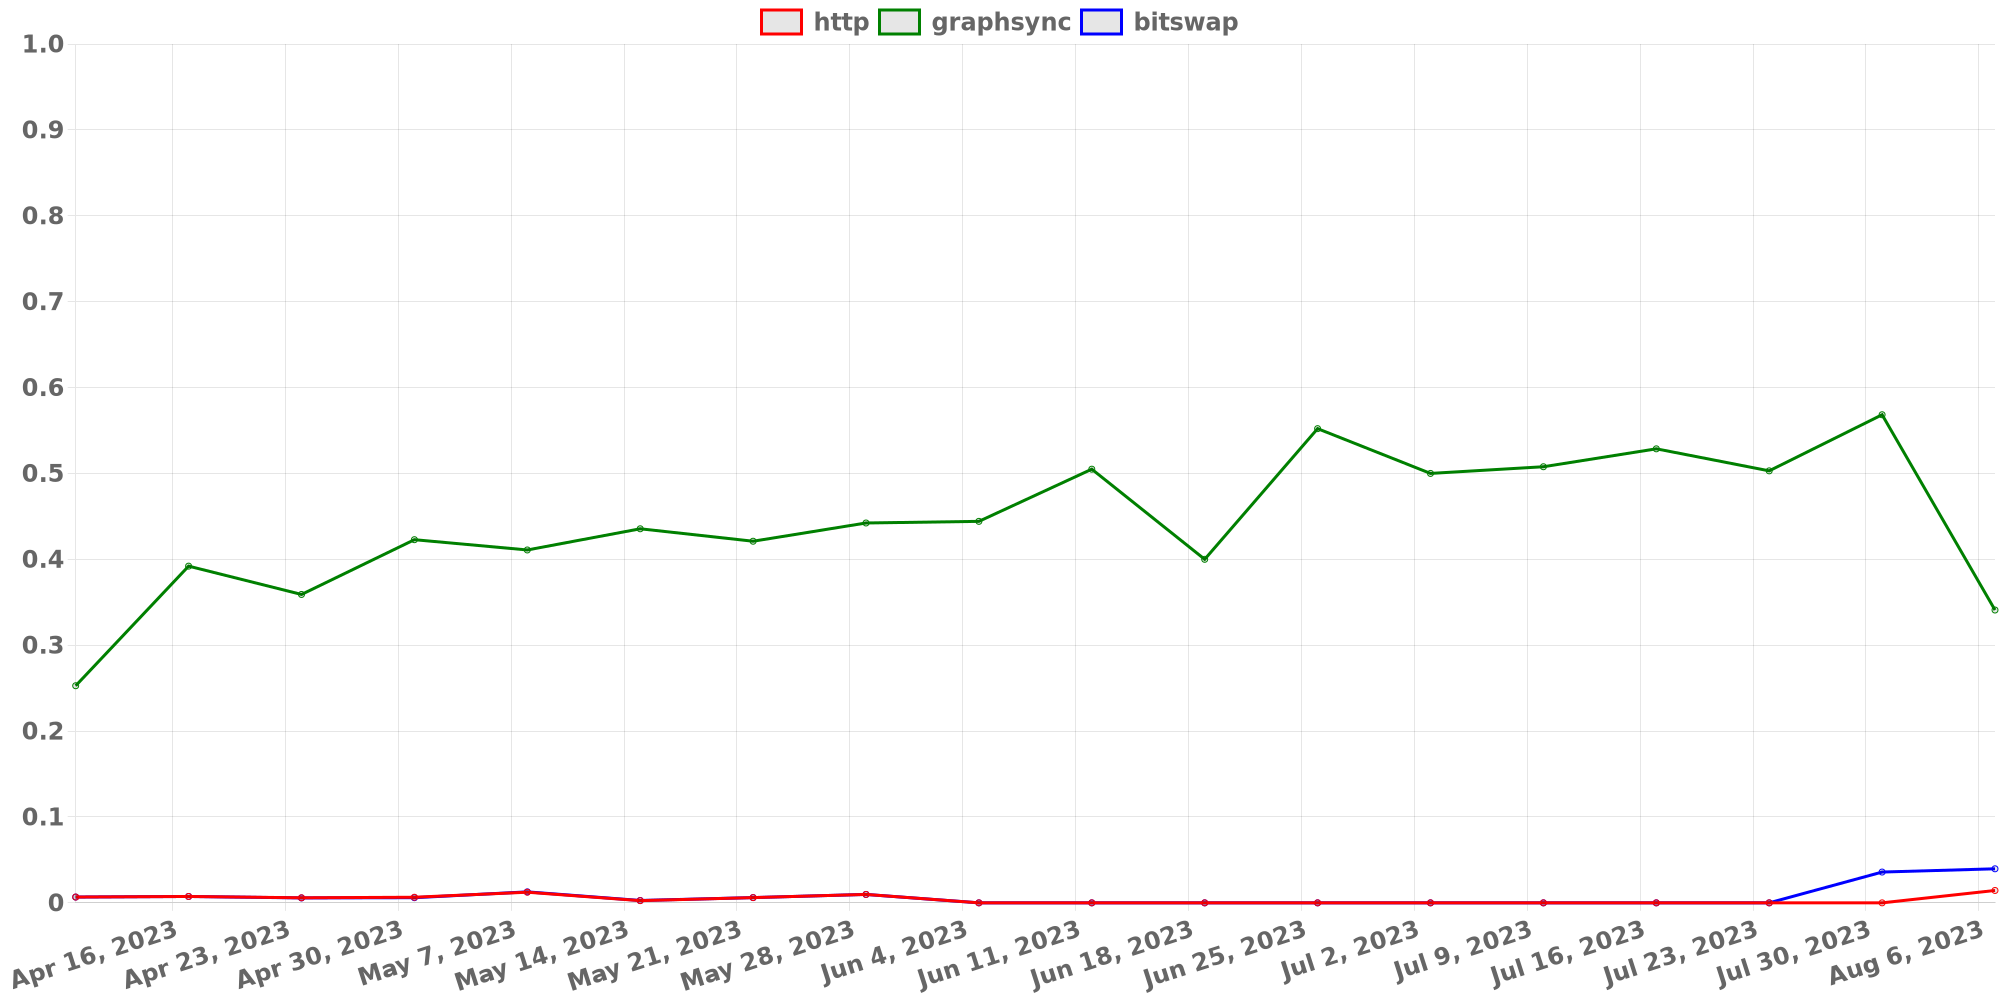 http graphsync bitswap
1.0
0.9
0.8
0.7
0.6
0.5
0.4
0.3
0.2
0.1
0
Apr 16, 2023
Apr 23, 2023
Apr 30, 2023
May 7, 2023
May 14, 2023
May 21, 2023
May 28, 2023
Jun 4, 2023
Jun 11, 2023
Jun 18, 2023
Jun 25, 2023
Jul 2, 2023
Jul 9, 2023
Jul 16, 2023
Jul 23, 2023
Jul 30, 2023
Aug 6, 2023